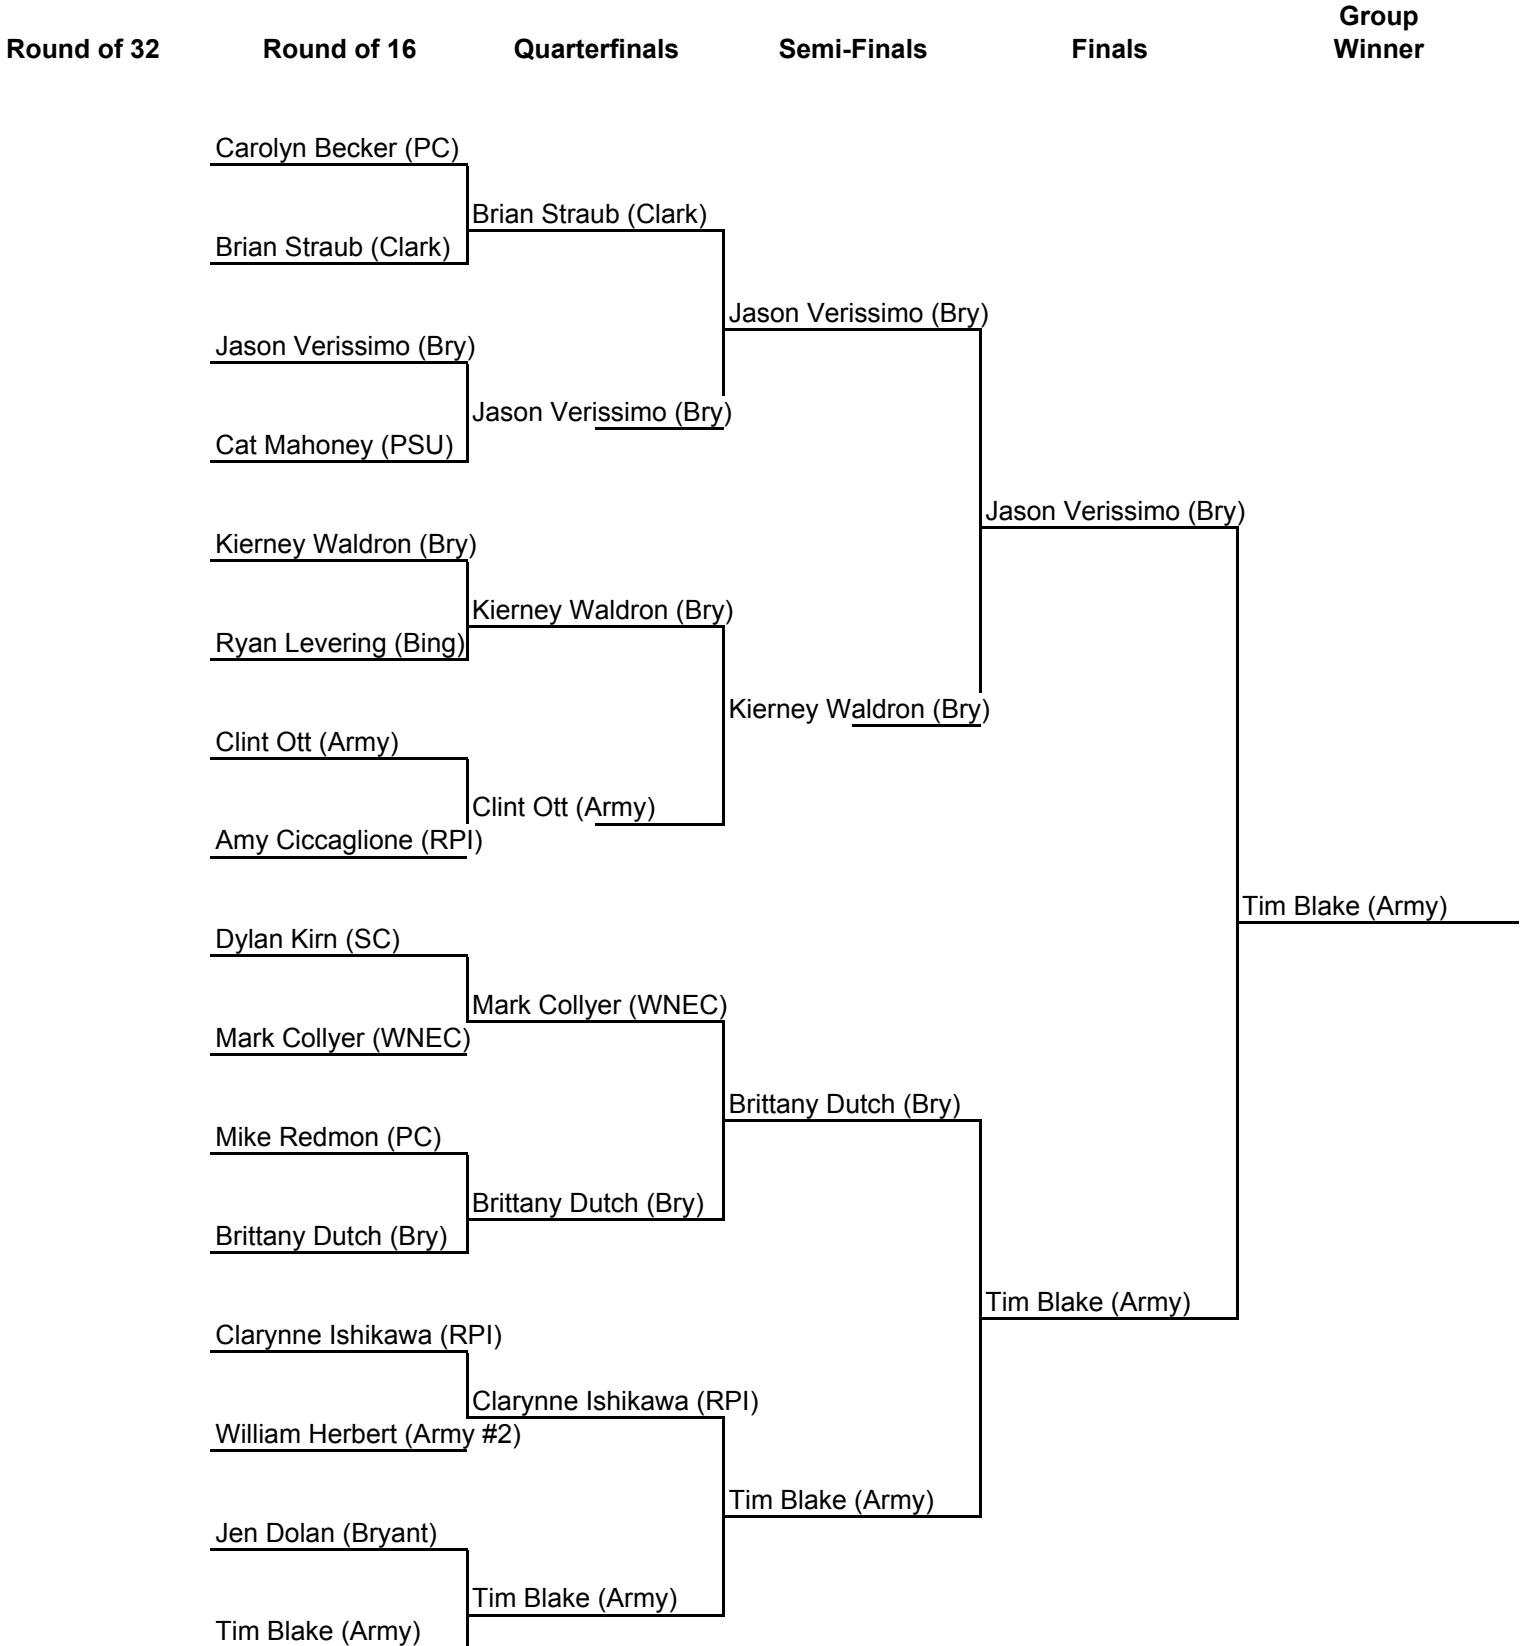 Round of 32 Round of 16 Quarterfinals Semi-Finals Finals Group Winner
Carolyn Becker (PC)
Brian Straub (Clark)
Brian Straub (Clark)
Jason Verissimo (Bry)
Jason Verissimo (Bry)
Jason Verissimo (Bry)
Cat Mahoney (PSU)
Jason Verissimo (Bry)
Kierney Waldron (Bry)
Kierney Waldron (Bry)
Ryan Levering (Bing)
Kierney Waldron (Bry)
Clint Ott (Army)
Clint Ott (Army)
Amy Ciccaglione (RPI)
Tim Blake (Army)
Dylan Kirn (SC)
Mark Collyer (WNEC)
Mark Collyer (WNEC)
Brittany Dutch (Bry)
Mike Redmon (PC)
Brittany Dutch (Bry)
Brittany Dutch (Bry)
Tim Blake (Army)
Clarynne Ishikawa (RPI)
Clarynne Ishikawa (RPI)
William Herbert (Army #2)
Tim Blake (Army)
Jen Dolan (Bryant)
Tim Blake (Army)
Tim Blake (Army)